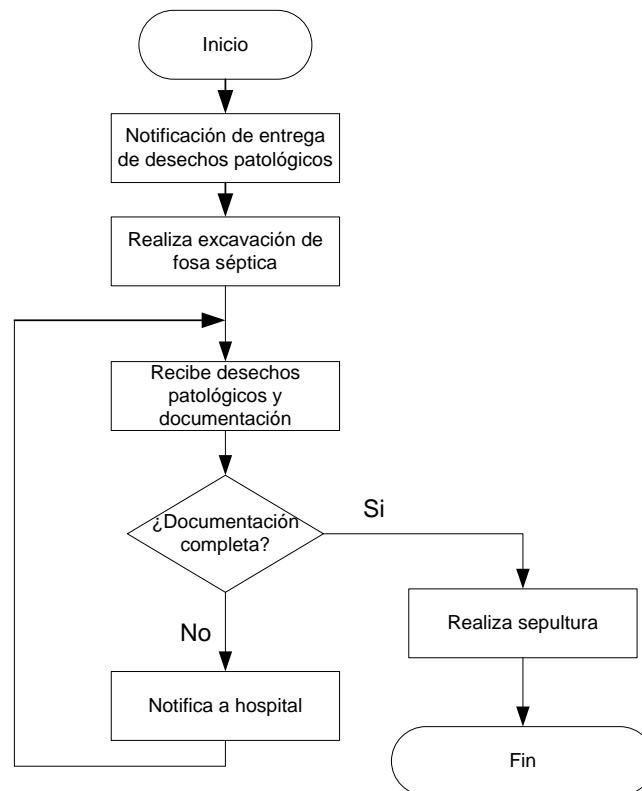 Inicio
Notificación de entrega
de desechos patológicos
Realiza excavación de
fosa séptica
Recibe desechos
patológicos y
documentación
¿Documentación
completa?
Si
No
Realiza sepultura
Notifica a hospital
Fin